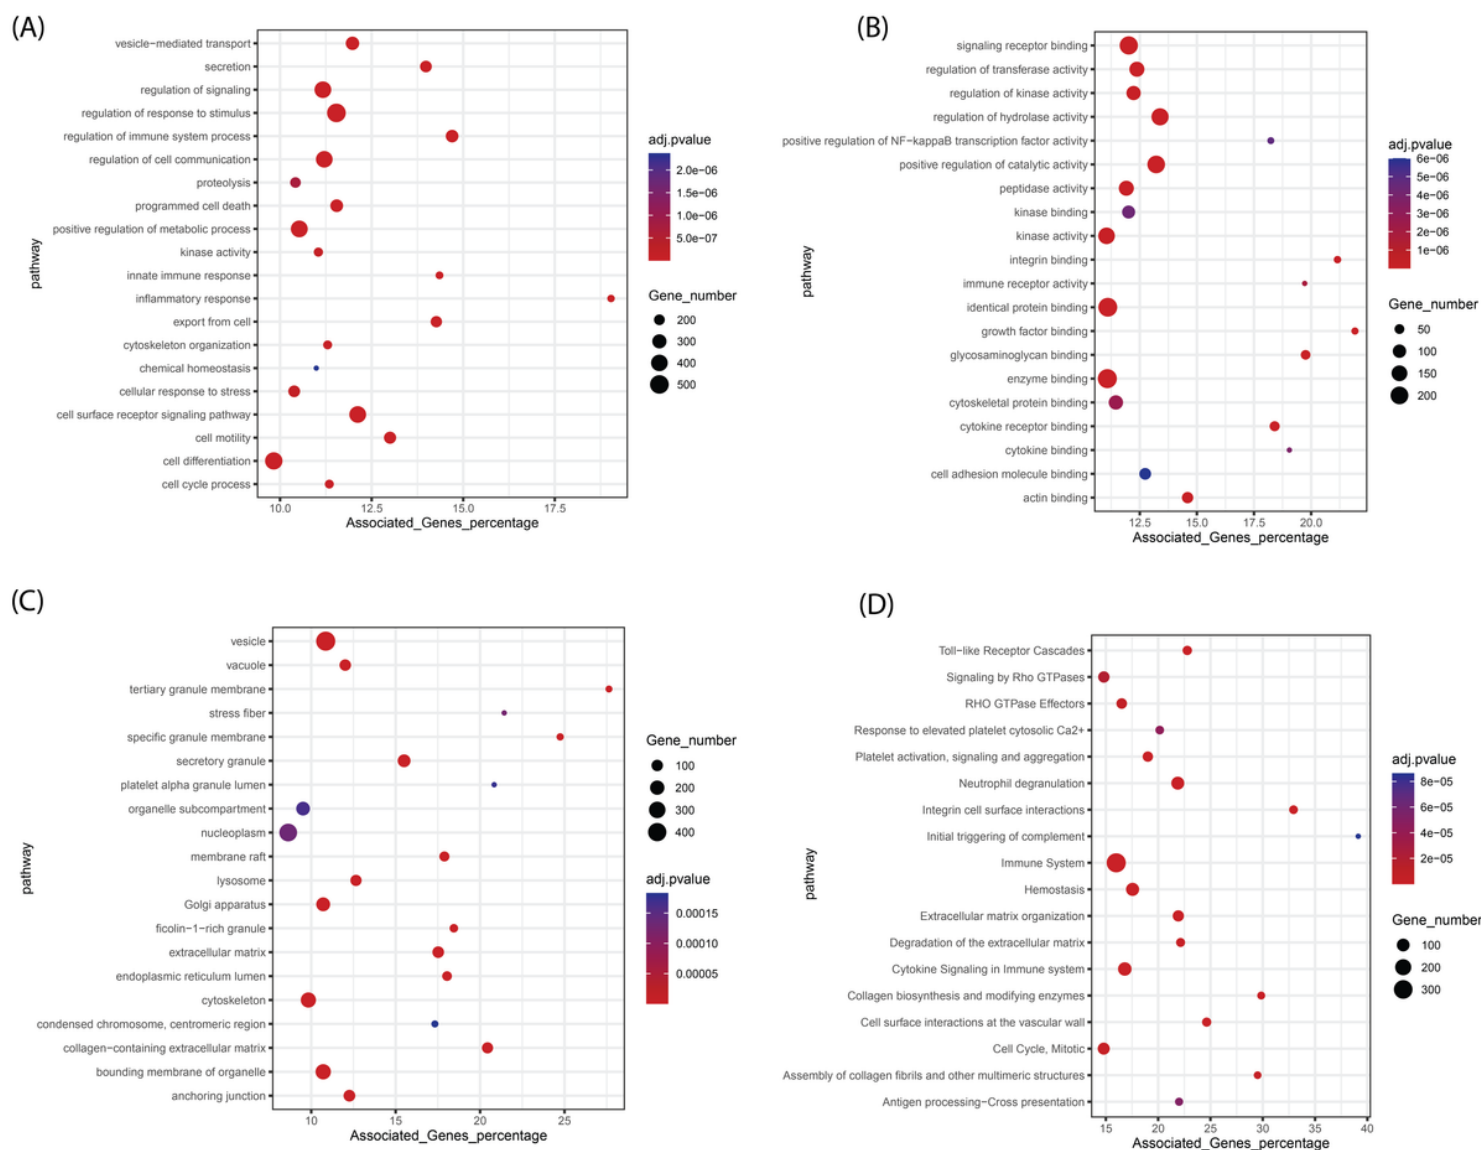 (A)
vesicle−mediated transport
secretion
regulation of signaling
regulation of response to stimulus
regulation of immune system process
regulation of cell communication
proteolysis
programmed cell death
positive regulation of metabolic process
kinase activity
innate immune response
inflammatory response
export from cell
cytoskeleton organization
chemical homeostasis
cellular response to stress
cell surface receptor signaling pathway
cell motility
cell differentiation
cell cycle process
pathway
10.0 12.5 15.0 17.5
Associated_Genes_percentage
adj.pvalue
2.0e−06
1.5e−06
1.0e−06
5.0e−07
Gene_number
200
300
400
500
(B)
signaling receptor binding
regulation of transferase activity
regulation of kinase activity
regulation of hydrolase activity
positive regulation of NF−kappaB transcription factor activity
positive regulation of catalytic activity
peptidase activity
kinase binding
kinase activity
integrin binding
immune receptor activity
identical protein binding
growth factor binding
glycosaminoglycan binding
enzyme binding
cytoskeletal protein binding
cytokine receptor binding
cytokine binding
cell adhesion molecule binding
actin binding
pathway
12.5 15.0 17.5 20.0
Associated_Genes_percentage
adj.pvalue
6e−06
5e−06
4e−06
3e−06
2e−06
1e−06
Gene_number
50
100
150
200
(C)
vesicle
vacuole
tertiary granule membrane
stress fiber
specific granule membrane
secretory granule
platelet alpha granule lumen
organelle subcompartment
nucleoplasm
membrane raft
lysosome
Golgi apparatus
ficolin−1−rich granule
extracellular matrix
endoplasmic reticulum lumen
cytoskeleton
condensed chromosome, centromeric region
collagen−containing extracellular matrix
bounding membrane of organelle
anchoring junction
pathway
10 15 20 25
Associated_Genes_percentage
Gene_number
100
200
300
400
adj.pvalue
0.00015
0.00010
0.00005
(D)
Toll−like Receptor Cascades
Signaling by Rho GTPases
RHO GTPase Effectors
Response to elevated platelet cytosolic Ca2+
Platelet activation, signaling and aggregation
Neutrophil degranulation
Integrin cell surface interactions
Initial triggering of complement
Immune System
Hemostasis
Extracellular matrix organization
Degradation of the extracellular matrix
Cytokine Signaling in Immune system
Collagen biosynthesis and modifying enzymes
Cell surface interactions at the vascular wall
Cell Cycle, Mitotic
Assembly of collagen fibrils and other multimeric structures
Antigen processing−Cross presentation
pathway
15 20 25 30 35 40
Associated_Genes_percentage
adj.pvalue
8e−05
6e−05
4e−05
2e−05
Gene_number
100
200
300